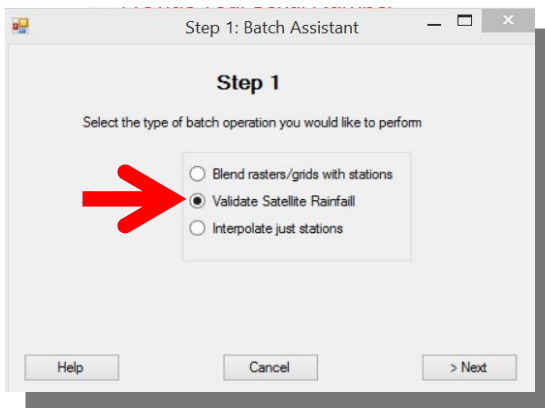 Step 1: Batch Assistant
Step 1
Select the type of batch operation you would like to perform
Blend rasters/grids with stations
Validate Satellite Rainfaill
Interpolate just stations
Help
Cancel
> Next